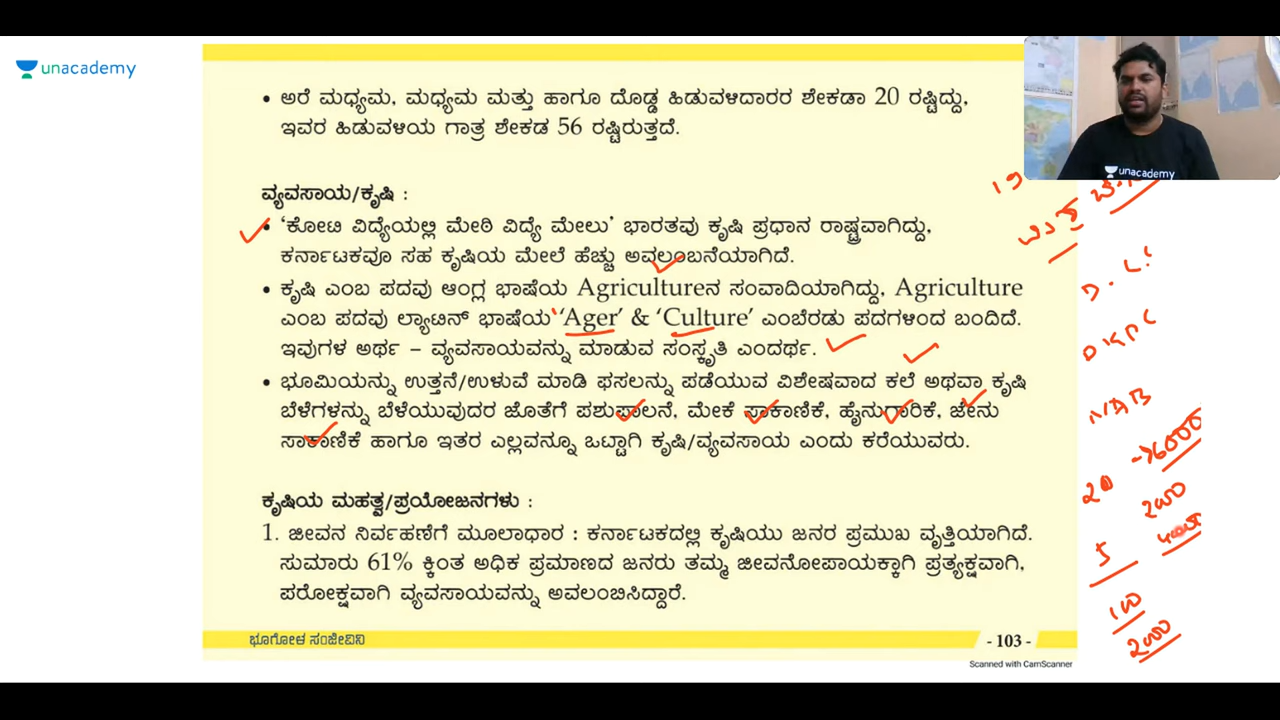 unacademy
• ಅರೆ ಮಧ್ಯಮ, ಮಧ್ಯಮ ಮತ್ತು ಹಾಗೂ ದೊಡ್ಡ ಹಿಡುವಳಿದಾರರ ಶೇಕಡಾ 20 ರಷ್ಟಿದ್ದು,
ಇವರ ಹಿಡುವಳಿಯ ಗಾತ್ರ ಶೇಕಡ 56 ರಷ್ಟಿರುತ್ತದೆ.
unacademy
ವ್ಯವಸಾಯ/ಕೃಷಿ :
• 'ಕೋಟಿ ವಿದ್ಯೆಯಲ್ಲಿ ಮೇಠಿ ವಿದ್ಯೆ ಮೇಲು' ಭಾರತವು ಕೃಷಿ ಪ್ರಧಾನ ರಾಷ್ಟ್ರವಾಗಿದ್ದು,
ಕರ್ನಾಟಕವೂ ಸಹ ಕೃಷಿಯ ಮೇಲೆ ಹೆಚ್ಚು ಅವಲಂಬನೆಯಾಗಿದೆ.
• ಕೃಷಿ ಎಂಬ ಪದವು ಆಂಗ್ಲ ಭಾಷೆಯ Agricultureನ ಸಂವಾದಿಯಾಗಿದ್ದು, Agriculture
ಎಂಬ ಪದವು ಲ್ಯಾಟಿನ್ ಭಾಷೆಯ 'Ager' & 'Culture' ಎಂಬೆರಡು ಪದಗಳಿಂದ ಬಂದಿದೆ.
ಇವುಗಳ ಅರ್ಥ – ವ್ಯವಸಾಯವನ್ನು ಮಾಡುವ ಸಂಸ್ಕೃತಿ ಎಂದರ್ಥ.
• ಭೂಮಿಯನ್ನು ಉತ್ತನೆ/ಉಳುವೆ ಮಾಡಿ ಫಸಲನ್ನು ಪಡೆಯುವ ವಿಶೇಷವಾದ ಕಲೆ ಅಥವಾ ಕೃಷಿ
ಬೆಳೆಗಳನ್ನು ಬೆಳೆಯುವುದರ ಜೊತೆಗೆ ಪಶುಪಾಲನೆ, ಮೇಕೆ ಸಾಕಾಣಿಕೆ, ಹೈನುಗಾರಿಕೆ, ಜೇನು
ಸಾಕಾಣಿಕೆ ಹಾಗೂ ಇತರ ಎಲ್ಲವನ್ನೂ ಒಟ್ಟಾಗಿ ಕೃಷಿ/ವ್ಯವಸಾಯ ಎಂದು ಕರೆಯುವರು.
ಕೃಷಿಯ ಮಹತ್ವ/ಪ್ರಯೋಜನಗಳು :
1. ಜೀವನ ನಿರ್ವಹಣೆಗೆ ಮೂಲಾಧಾರ : ಕರ್ನಾಟಕದಲ್ಲಿ ಕೃಷಿಯು ಜನರ ಪ್ರಮುಖ ವೃತ್ತಿಯಾಗಿದೆ.
ಸುಮಾರು 61% ಕ್ಕಿಂತ ಅಧಿಕ ಪ್ರಮಾಣದ ಜನರು ತಮ್ಮ ಜೀವನೋಪಾಯಕ್ಕಾಗಿ ಪ್ರತ್ಯಕ್ಷವಾಗಿ,
ಪರೋಕ್ಷವಾಗಿ ವ್ಯವಸಾಯವನ್ನು ಅವಲಂಬಿಸಿದ್ದಾರೆ.
ಭೂಗೋಳ ಸಂಜೀವಿನಿ
- 103 -
Scanned with CamScanner
19
NAB
20 → 6000
2000
4000
5
100
2000